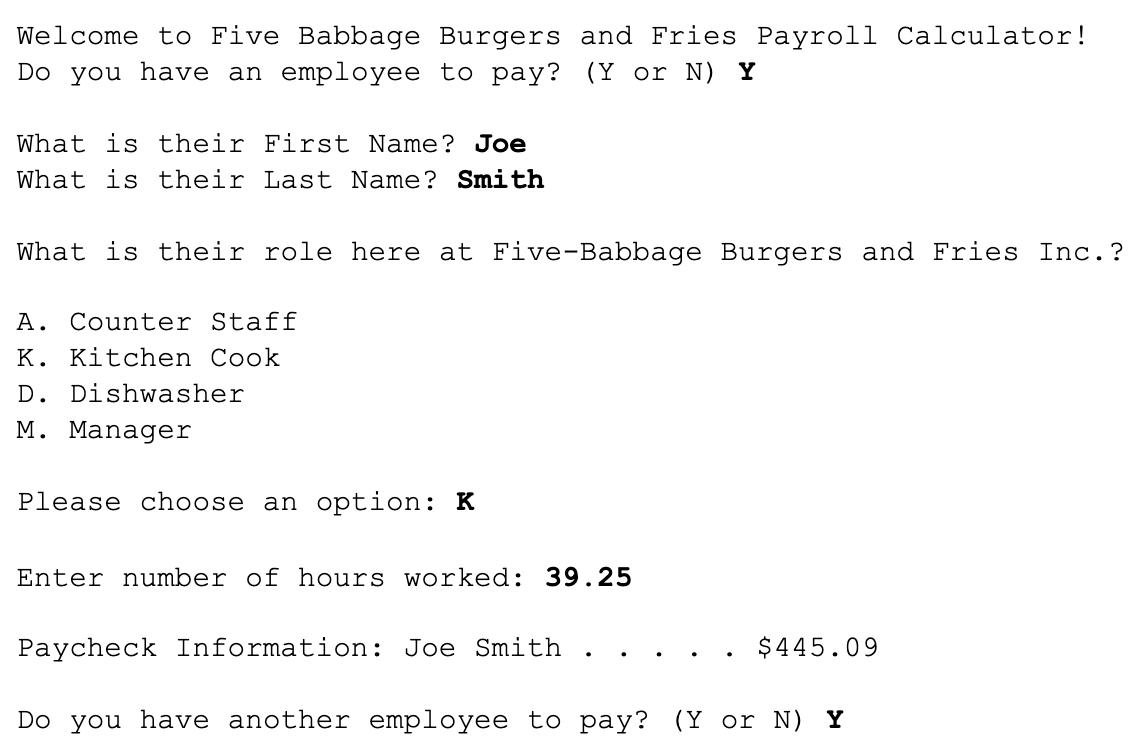 Welcome to Five Babbage Burgers and Fries Payroll Calculator!
Do you have an employee to pay? (Y or N) Y
What is their First Name? Joe
What is their Last Name? Smith
What is their role here at Five-Babbage Burgers and Fries Inc.?
A. Counter Staff
K. Kitchen Cook
D. Dishwasher
M. Manager
Please choose an option: K
Enter number of hours worked: 39.25
Paycheck Information: Joe Smith . . . . . $445.09
Do you have another employee to pay? (Y or N) Y